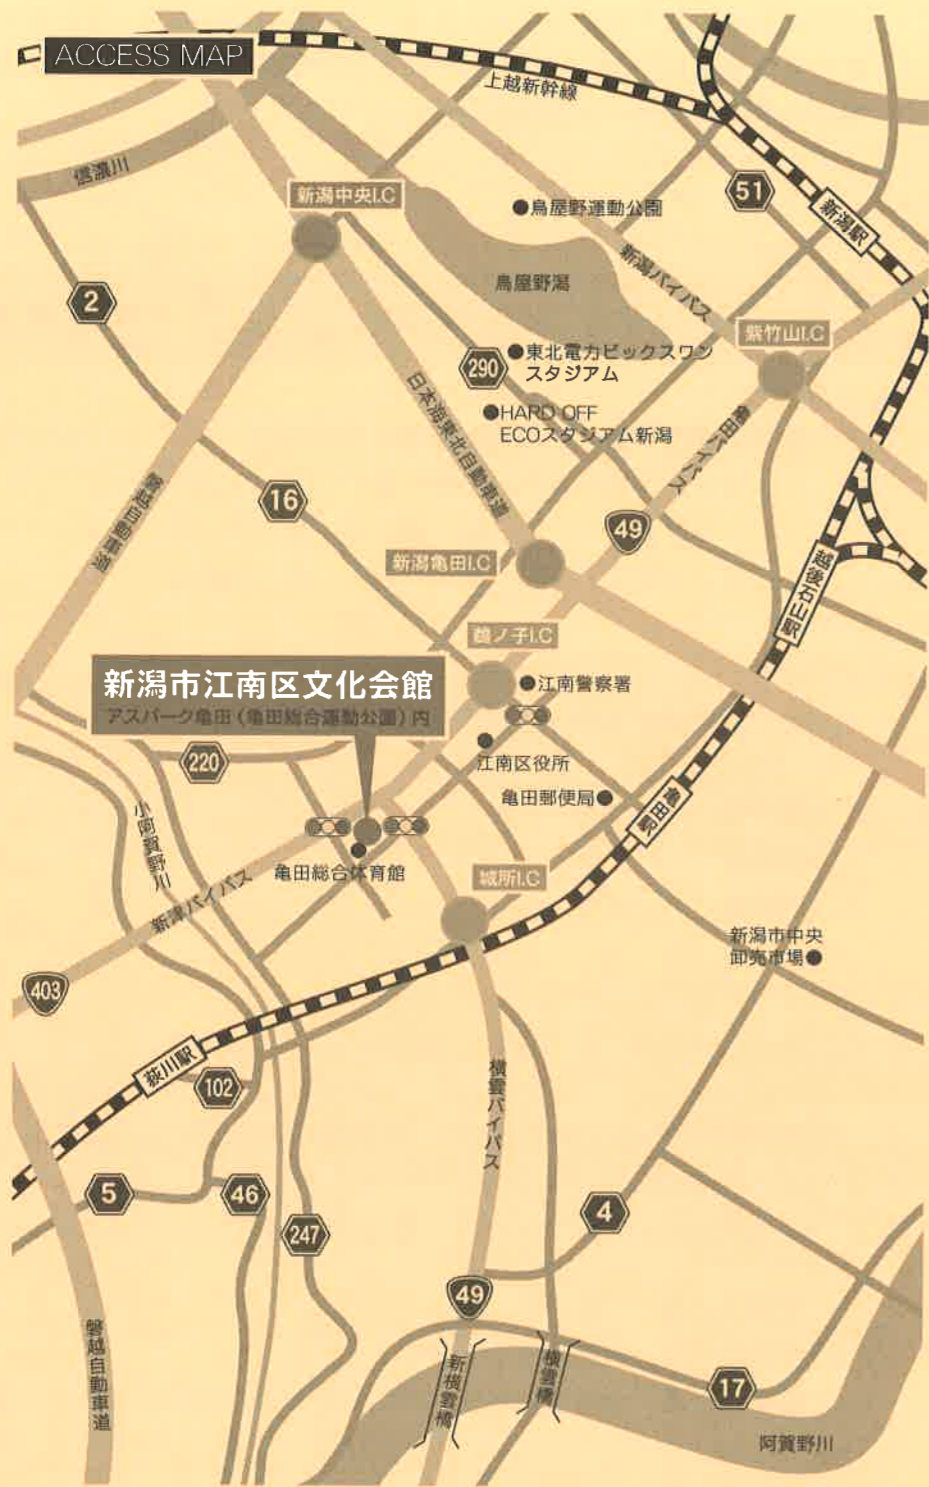 ACCESS MAP
上越新幹線
信濃川
新潟中央I.C
鳥屋野運動公園
51
新潟駅
新潟バイパス
鳥屋野潟
2
紫竹山I.C
東北電力ビックスワン
スタジアム
290
HARD OFF
ECOスタジアム新潟
日本海東北自動車道
亀田バイパス
磐越自動車道
16
49
新潟亀田I.C
越後石山駅
鵜ノ子I.C
新潟市江南区文化会館
アスパーク亀田(亀田総合運動公園)内
江南警察署
江南区役所
220
亀田郵便局
亀田駅
小阿賀野川
亀田総合体育館
城所I.C
新津バイパス
新潟市中央
卸売市場
403
荻川駅
102
横雲バイパス
5
46
247
4
49
磐越自動車道
新横雲橋
横雲橋
17
阿賀野川